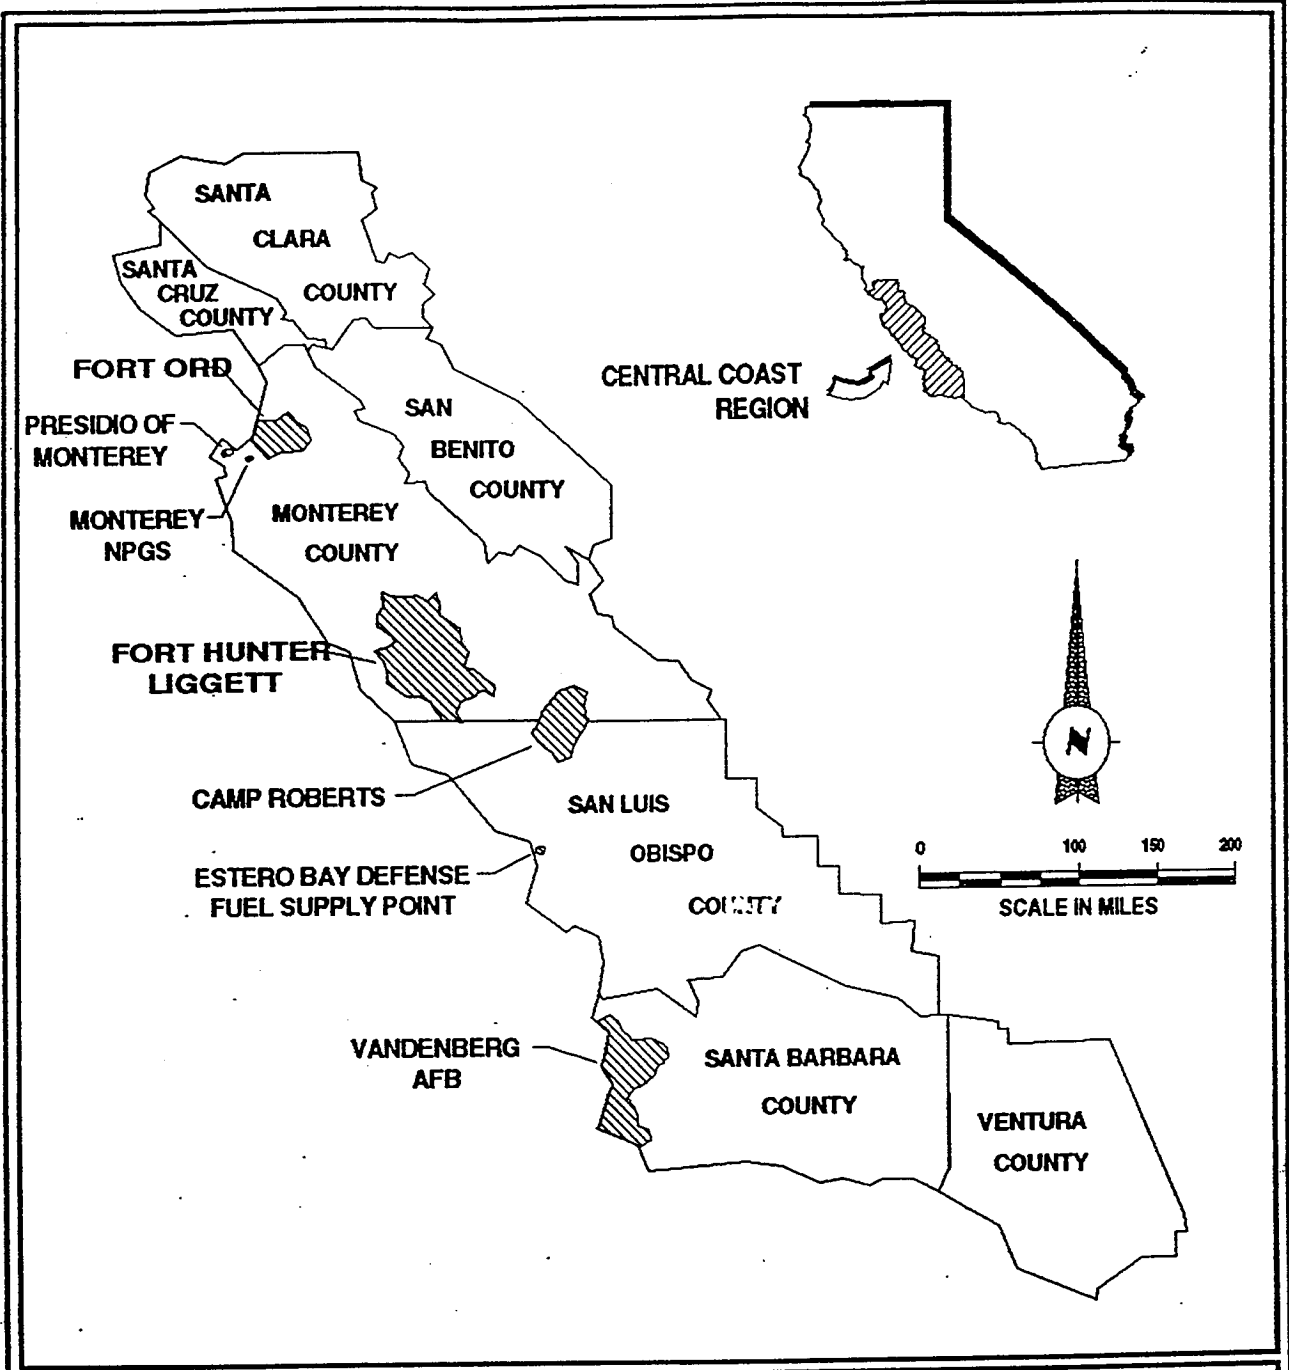 SANTA
CLARA
COUNTY
SANTA
CRUZ
COUNTY
FORT ORD
PRESIDIO OF
MONTEREY
MONTEREY
NPGS
SAN
BENITO
COUNTY
MONTEREY
COUNTY
CENTRAL COAST
REGION
FORT HUNTER
LIGGETT
N
CAMP ROBERTS
SAN LUIS
OBISPO
COUNTY
ESTERO BAY DEFENSE
FUEL SUPPLY POINT
0 100 150 200
SCALE IN MILES
VANDENBERG
AFB
SANTA BARBARA
COUNTY
VENTURA
COUNTY